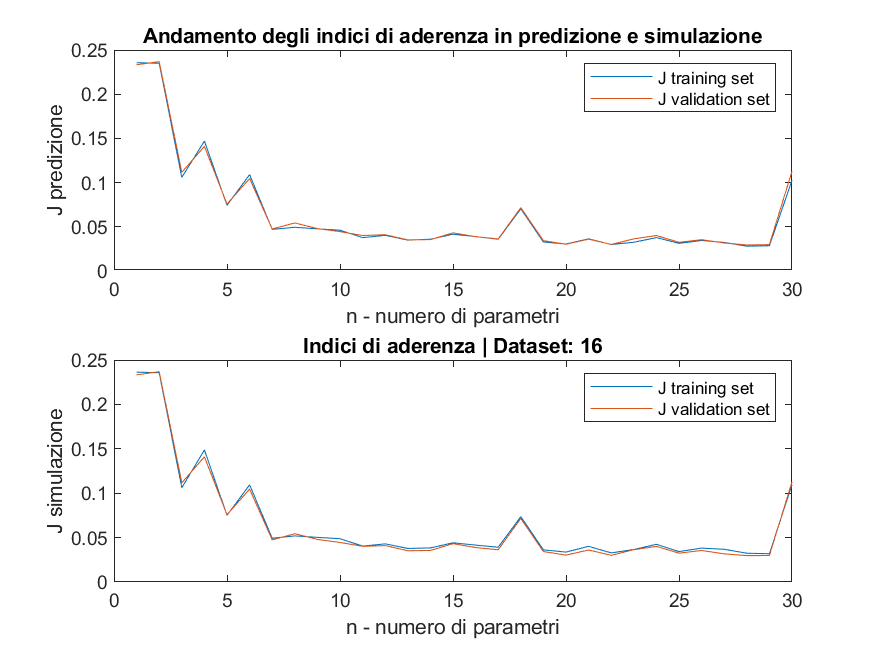 Andamento degli indici di aderenza in predizione e simulazione
0.25
0.2
0.15
0.1
0.05
0
J predizione
J training set
J validation set
0 5 10 15 20 25 30
n - numero di parametri
Indici di aderenza | Dataset: 16
0.25
0.2
0.15
0.1
0.05
0
J simulazione
J training set
J validation set
0 5 10 15 20 25 30
n - numero di parametri